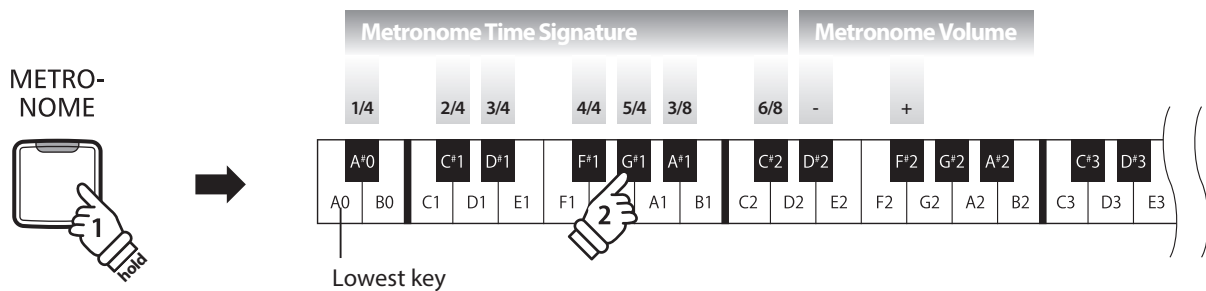 Metronome Time Signature Metronome Volume
METRO-
NOME
1/4 2/4 3/4 4/4 5/4 3/8 6/8 - +
A#0 C#1 D#1 F#1 G#1 A#1 C#2 D#2 F#2 G#2 A#2 C#3 D#3
A0 B0 C1 D1 E1 F1 A1 B1 C2 D2 E2 F2 G2 A2 B2 C3 D3 E3
1
2
hold
Lowest key